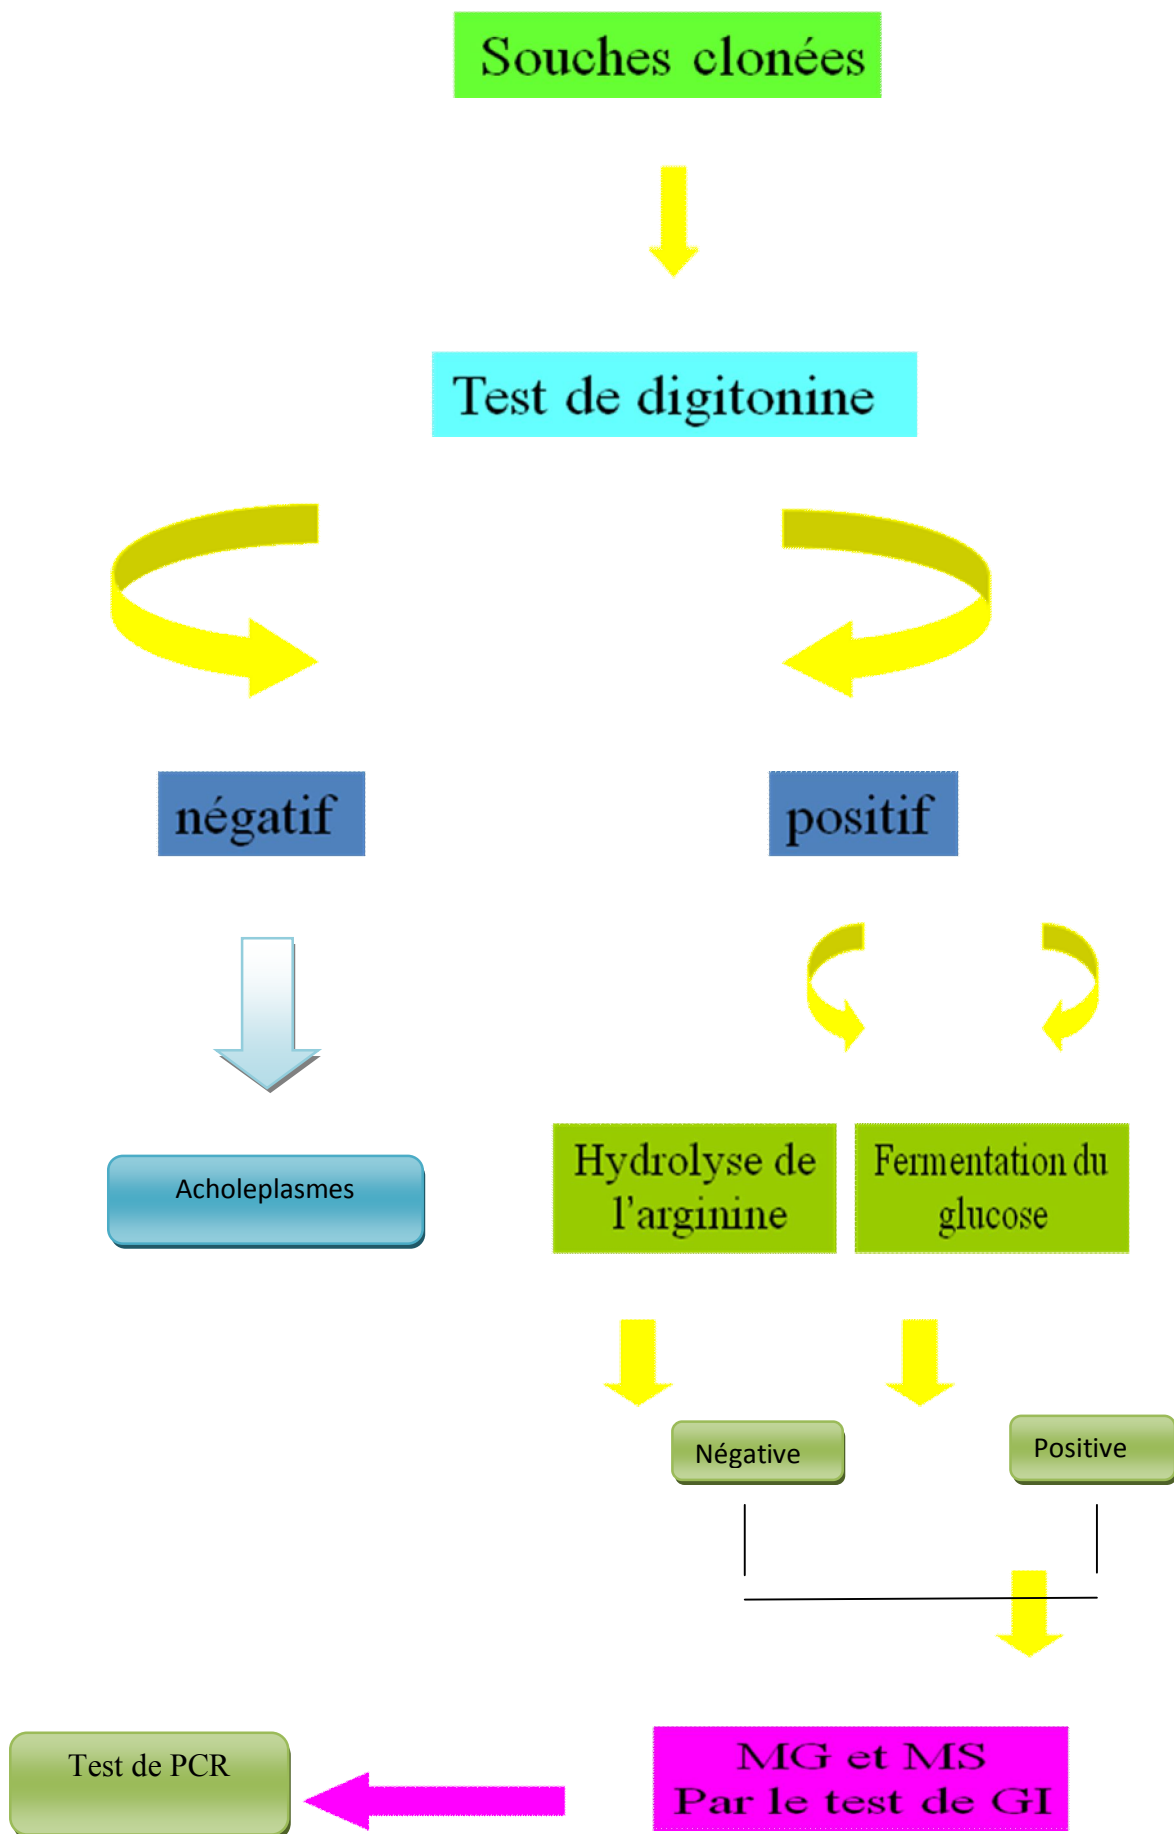 Souches clonées
Test de digitonine
négatif
positif
Acholeplasmes
Hydrolyse de
l'arginine
Fermentation du
glucose
Négative
Positive
Test de PCR
MG et MS
Par le test de GI